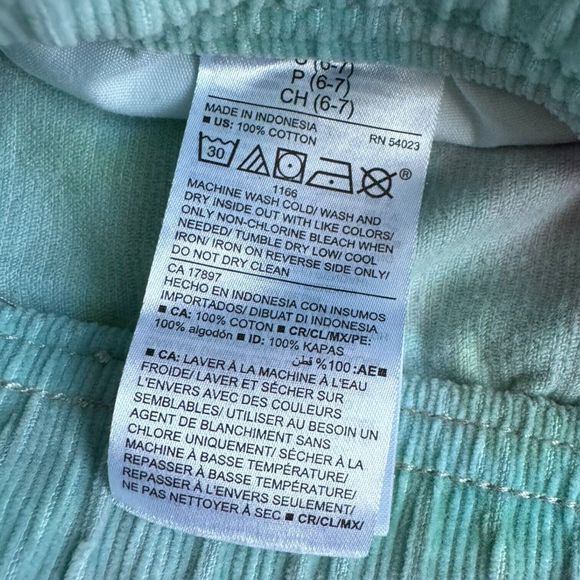 P (6-7)
CH (6-7)
MADE IN INDONESIA
■ US: 100% COTTON RN 54023
30 ®
1166
MACHINE WASH COLD/ WASH AND
DRY INSIDE OUT WITH LIKE COLORS/
ONLY NON-CHLORINE BLEACH WHEN
NEEDED/ TUMBLE DRY LOW/ COOL
IRON/ IRON ON REVERSE SIDE ONLY/
DO NOT DRY CLEAN
CA 17897
HECHO EN INDONESIA CON INSUMOS
IMPORTADOS/ DIBUAT DI INDONESIA
■ CA: 100% COTON ■ CR/CL/MX/PE:
100% algodón ■ ID: 100% KAPAS
■ AE: 100% قطن
■ CA: LAVER À LA MACHINE À L'EAU
FROIDE/ LAVER ET SÉCHER SUR
L'ENVERS AVEC DES COULEURS
SEMBLABLES/ UTILISER AU BESOIN UN
AGENT DE BLANCHIMENT SANS
CHLORE UNIQUEMENT/ SÉCHER À LA
MACHINE À BASSE TEMPÉRATURE/
REPASSER À BASSE TEMPÉRATURE/
REPASSER À L'ENVERS SEULEMENT/
NE PAS NETTOYER À SEC ■ CR/CL/MX/